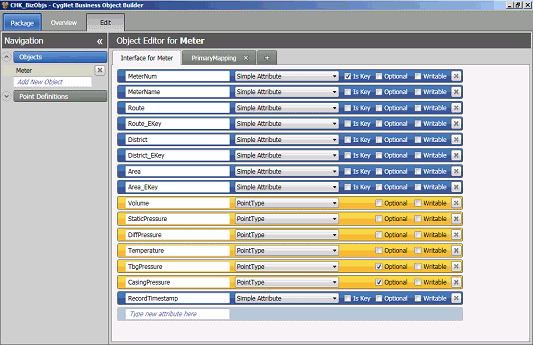 CHK_BizObjs - CygNet Business Object Builder
Package Overview Edit
Navigation «
Objects
Meter
Add New Object
Point Definitions
Object Editor for Meter
Interface for Meter PrimaryMapping × +
MeterNum Simple Attribute Is Key Optional Writable
MeterName Simple Attribute Is Key Optional Writable
Route Simple Attribute Is Key Optional Writable
Route_EKey Simple Attribute Is Key Optional Writable
District Simple Attribute Is Key Optional Writable
District_EKey Simple Attribute Is Key Optional Writable
Area Simple Attribute Is Key Optional Writable
Area_EKey Simple Attribute Is Key Optional Writable
Volume PointType Optional Writable
StaticPressure PointType Optional Writable
DiffPressure PointType Optional Writable
Temperature PointType Optional Writable
TbgPressure PointType Optional Writable
CasingPressure PointType Optional Writable
RecordTimestamp Simple Attribute Is Key Optional Writable
Type new attribute here